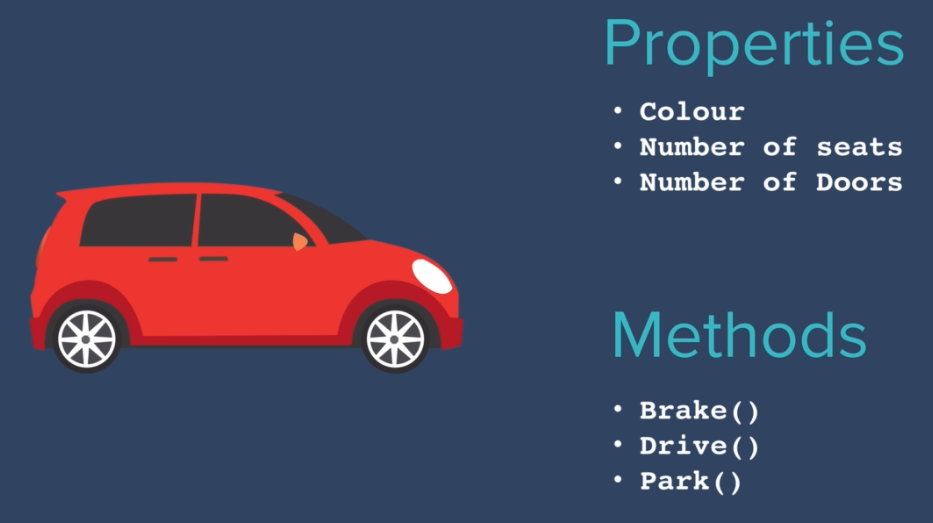 Properties
• Colour
• Number of seats
• Number of Doors
Methods
• Brake()
• Drive()
• Park()